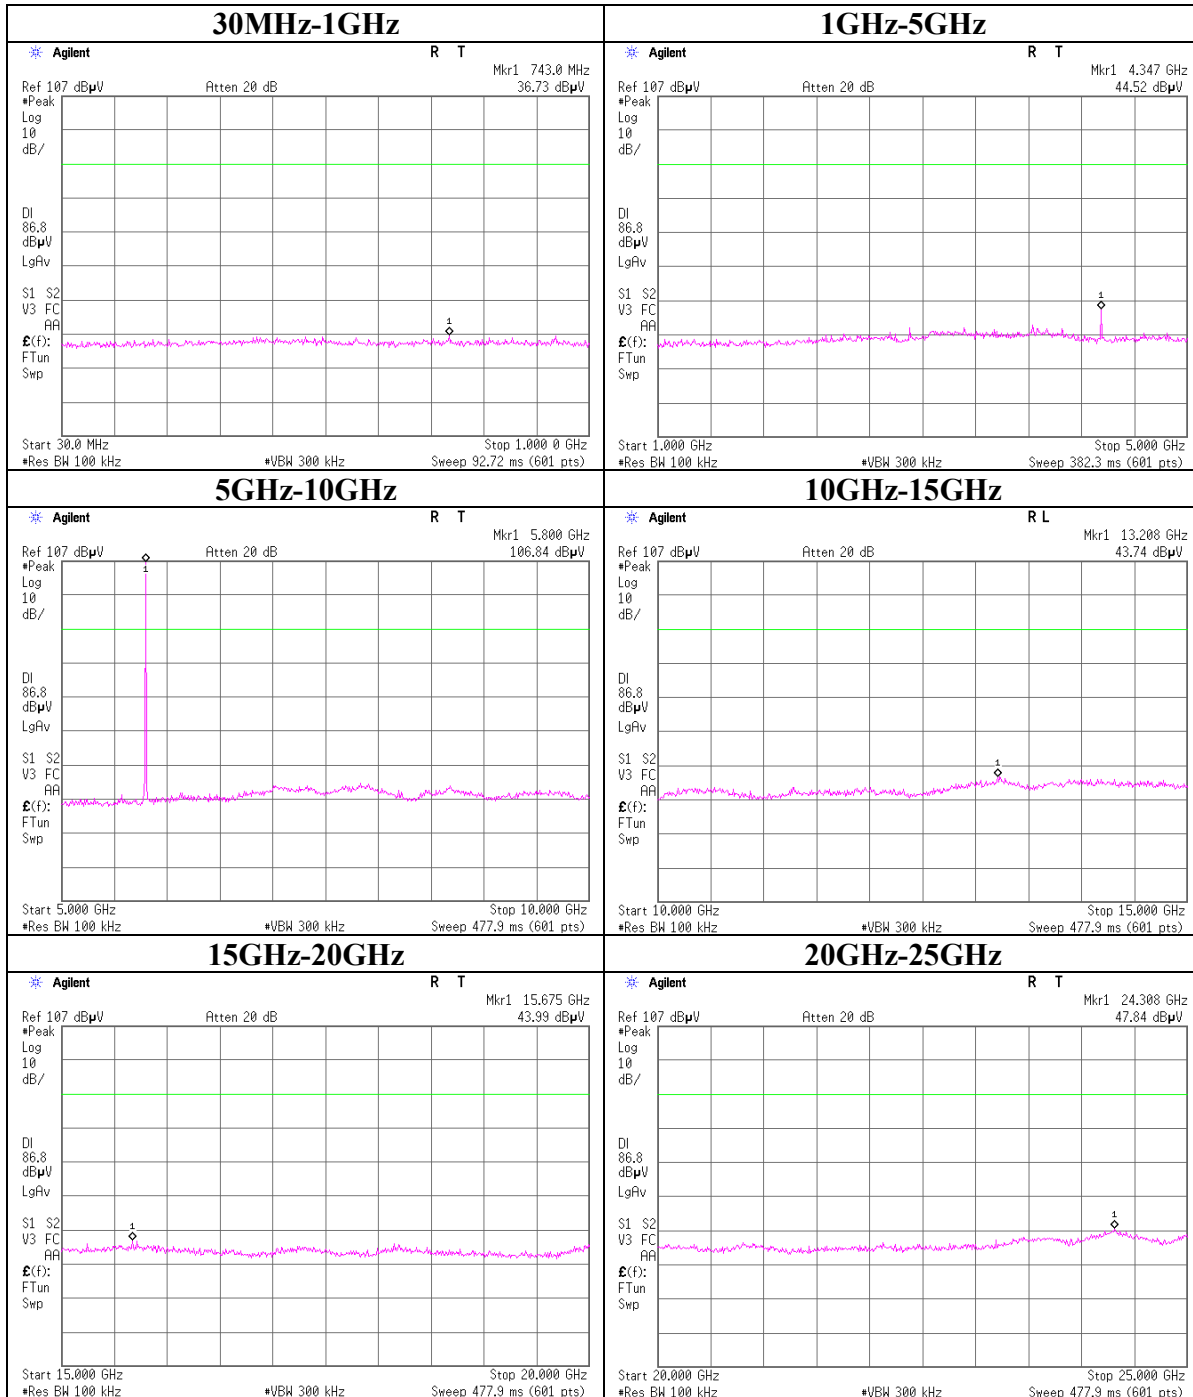 30MHz-1GHz
Agilent R T
Mkr1 743.0 MHz
Ref 107 dBµV Atten 20 dB 36.73 dBµV
#Peak
Log
10
dB/
DI
86.8
dBµV
LgAv
S1 S2
V3 FC
AA
£(f):
FTun
Swp
1
Start 30.0 MHz Stop 1.000 0 GHz
#Res BW 100 kHz #VBW 300 kHz Sweep 92.72 ms (601 pts)
1GHz-5GHz
Agilent R T
Mkr1 4.347 GHz
Ref 107 dBµV Atten 20 dB 44.52 dBµV
#Peak
Log
10
dB/
DI
86.8
dBµV
LgAv
S1 S2
V3 FC
AA
£(f):
FTun
Swp
1
Start 1.000 GHz Stop 5.000 GHz
#Res BW 100 kHz #VBW 300 kHz Sweep 382.3 ms (601 pts)
5GHz-10GHz
Agilent R T
Mkr1 5.800 GHz
Ref 107 dBµV Atten 20 dB 106.84 dBµV
#Peak
Log
10
dB/
DI
86.8
dBµV
LgAv
S1 S2
V3 FC
AA
£(f):
FTun
Swp
1
Start 5.000 GHz Stop 10.000 GHz
#Res BW 100 kHz #VBW 300 kHz Sweep 477.9 ms (601 pts)
10GHz-15GHz
Agilent R L
Mkr1 13.208 GHz
Ref 107 dBµV Atten 20 dB 43.74 dBµV
#Peak
Log
10
dB/
DI
86.8
dBµV
LgAv
S1 S2
V3 FC
AA
£(f):
FTun
Swp
1
Start 10.000 GHz Stop 15.000 GHz
#Res BW 100 kHz #VBW 300 kHz Sweep 477.9 ms (601 pts)
15GHz-20GHz
Agilent R T
Mkr1 15.675 GHz
Ref 107 dBµV Atten 20 dB 43.99 dBµV
#Peak
Log
10
dB/
DI
86.8
dBµV
LgAv
S1 S2
V3 FC
AA
£(f):
FTun
Swp
1
Start 15.000 GHz Stop 20.000 GHz
#Res BW 100 kHz #VBW 300 kHz Sweep 477.9 ms (601 pts)
20GHz-25GHz
Agilent R T
Mkr1 24.308 GHz
Ref 107 dBµV Atten 20 dB 47.84 dBµV
#Peak
Log
10
dB/
DI
86.8
dBµV
LgAv
S1 S2
V3 FC
AA
£(f):
FTun
Swp
1
Start 20.000 GHz Stop 25.000 GHz
#Res BW 100 kHz #VBW 300 kHz Sweep 477.9 ms (601 pts)